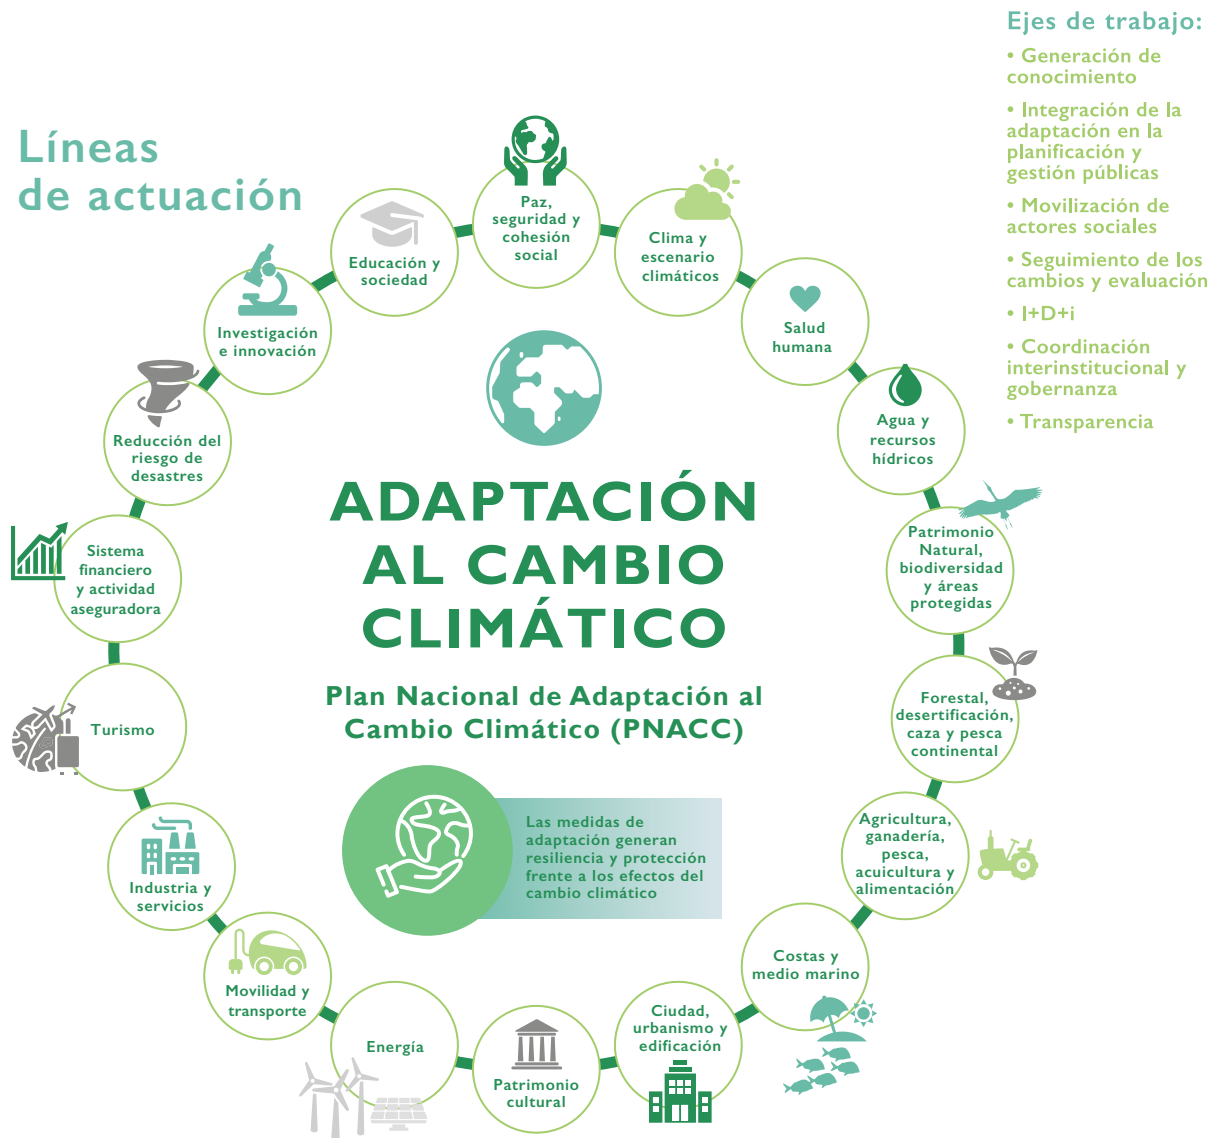 Ejes de trabajo:
• Generación de
conocimiento
• Integración de la
adaptación en la
planificación y
gestión públicas
• Movilización de
actores sociales
• Seguimiento de los
cambios y evaluación
• I+D+i
• Coordinación
interinstitucional y
gobernanza
• Transparencia
Líneas
de actuación
Paz,
seguridad y
cohesión
social
Clima y
escenario
climáticos
Salud
humana
Agua y
recursos
hídricos
Patrimonio
Natural,
biodiversidad
y áreas
protegidas
Forestal,
desertificación,
caza y pesca
continental
Agricultura,
ganadería,
pesca,
acuicultura y
alimentación
Costas y
medio marino
Ciudad,
urbanismo y
edificación
Patrimonio
cultural
Energía
Movilidad y
transporte
Industria y
servicios
Turismo
Sistema
financiero
y actividad
aseguradora
Reducción del
riesgo de
desastres
Investigación
e innovación
Educación y
sociedad
ADAPTACIÓN
AL CAMBIO
CLIMÁTICO
Plan Nacional de Adaptación al
Cambio Climático (PNACC)
Las medidas de
adaptación generan
resiliencia y protección
frente a los efectos del
cambio climático